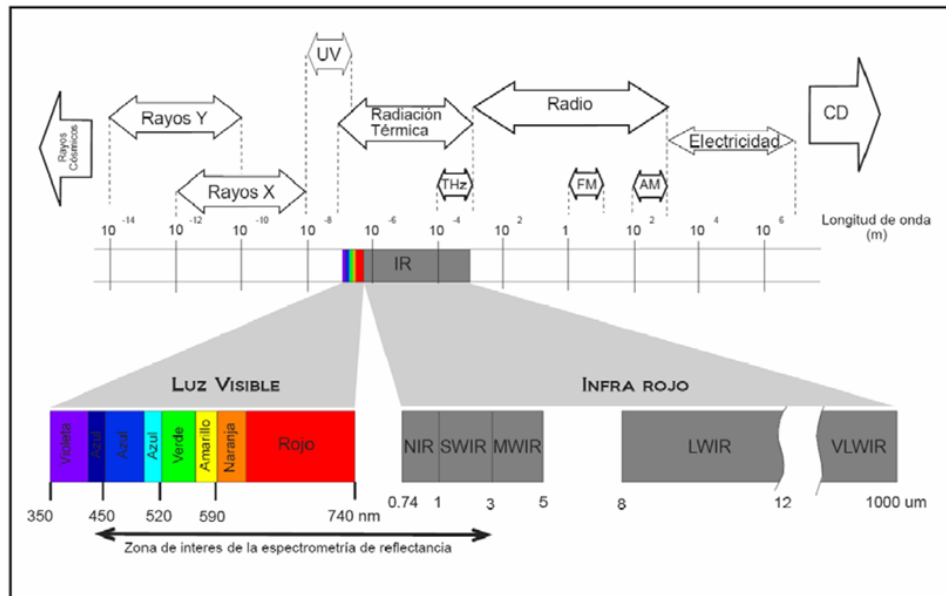 UV
Rayos Cósmicos
Rayos Y
Radiación
Térmica
Radio
CD
Electricidad
Rayos X
THz
FM
AM
10 -14
10 -12
10 -10
10 -8
10 -6
10 -4
10 2
1
10 2
10 4
10 6
Longitud de onda
(m)
IR
LUZ VISIBLE
INFRA ROJO
Violeta
Azul
Azul
Azul
Verde
Amarillo
Naranja
Rojo
NIR
SWIR
MWIR
LWIR
VLWIR
350
450
520
590
740 nm
0.74
1
3
5
8
12
1000 um
Zona de interes de la espectrometría de reflectancia